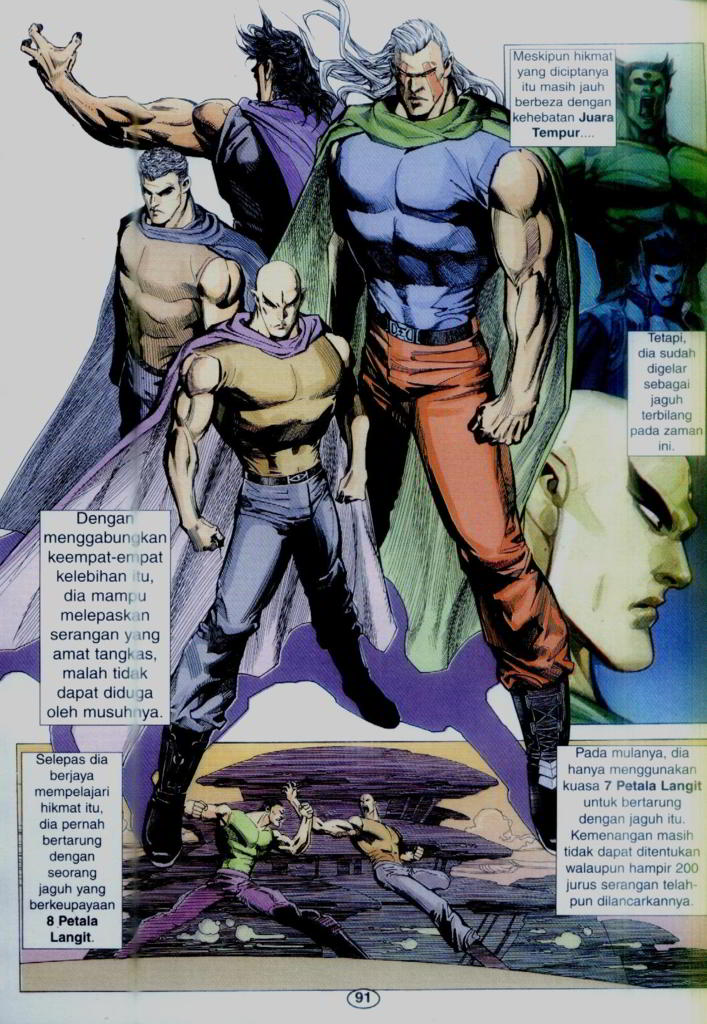 Meskipun hikmat
yang diciptanya
itu masih jauh
berbeza dengan
kehebatan Juara
Tempur....
Tetapi,
dia sudah
digelar
sebagai
jaguh
terbilang
pada zaman
ini.
Dengan
menggabungkan
keempat-empat
kelebihan itu,
dia mampu
melepaskan
serangan yang
amat tangkas,
malah tidak
dapat diduga
oleh musuhnya.
Selepas dia
berjaya
mempelajari
hikmat itu,
dia pernah
bertarung
dengan
seorang
jaguh yang
berkeupayaan
8 Petala
Langit.
Pada mulanya, dia
hanya menggunakan
kuasa 7 Petala Langit
untuk bertarung
dengan jaguh itu.
Kemenangan masih
tidak dapat ditentukan
walaupun hampir 200
jurus serangan telah-
pun dilancarkannya.
91